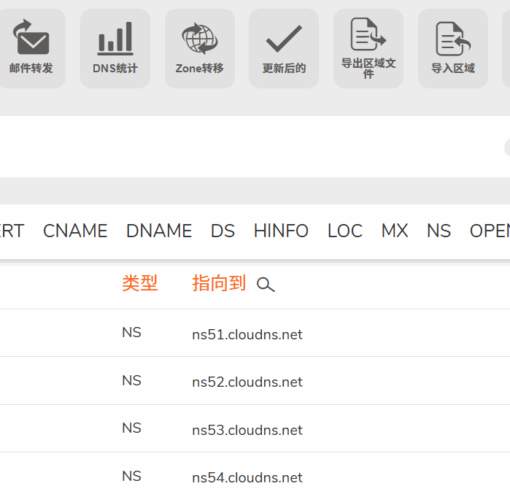 邮件转发
DNS统计
Zone转移
更新后的
导出区域文
件
导入区域
ERT CNAME DNAME DS HINFO LOC MX NS OPEN
类型 指向到
NS ns51.cloudns.net
NS ns52.cloudns.net
NS ns53.cloudns.net
NS ns54.cloudns.net